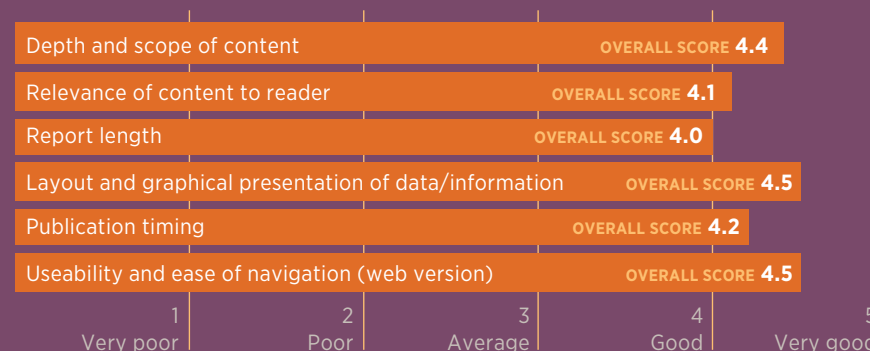 Depth and scope of content OVERALL SCORE 4.4
Relevance of content to reader OVERALL SCORE 4.1
Report length OVERALL SCORE 4.0
Layout and graphical presentation of data/information OVERALL SCORE 4.5
Publication timing OVERALL SCORE 4.2
Useability and ease of navigation (web version) OVERALL SCORE 4.5
1 2 3 4 5
Very poor Poor Average Good Very good